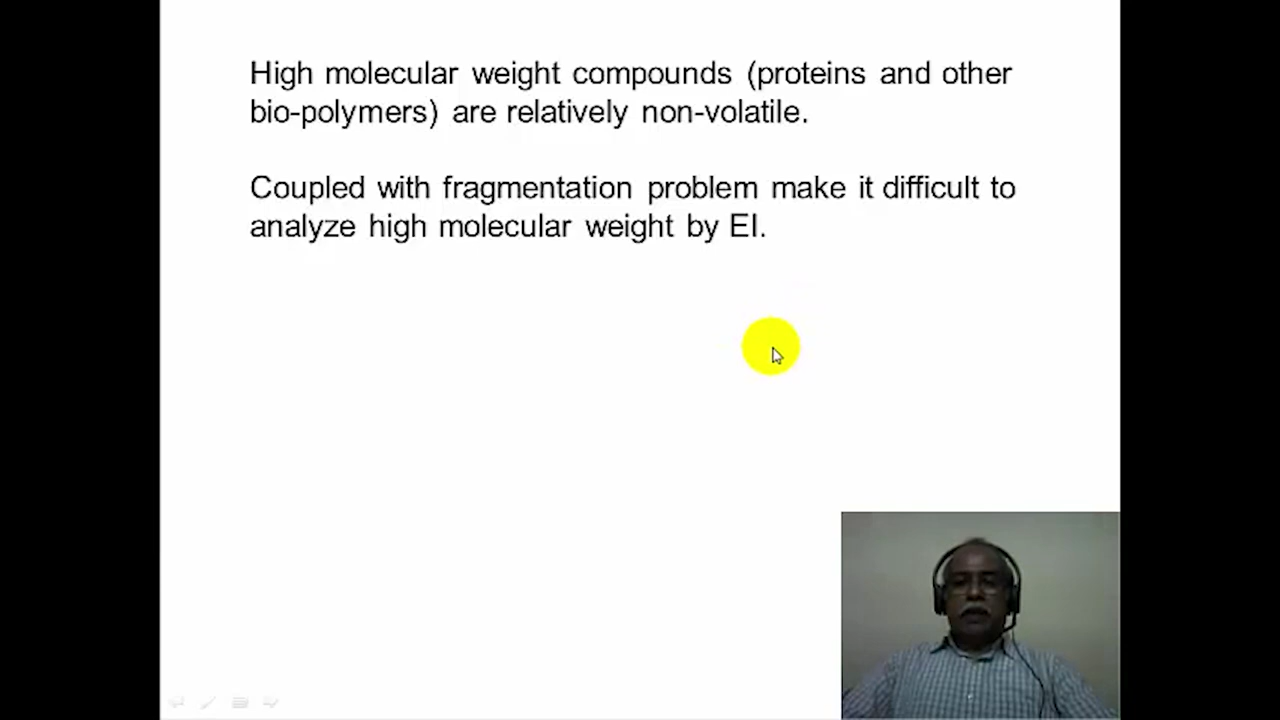 High molecular weight compounds (proteins and other
bio-polymers) are relatively non-volatile.
Coupled with fragmentation problem make it difficult to
analyze high molecular weight by EI.